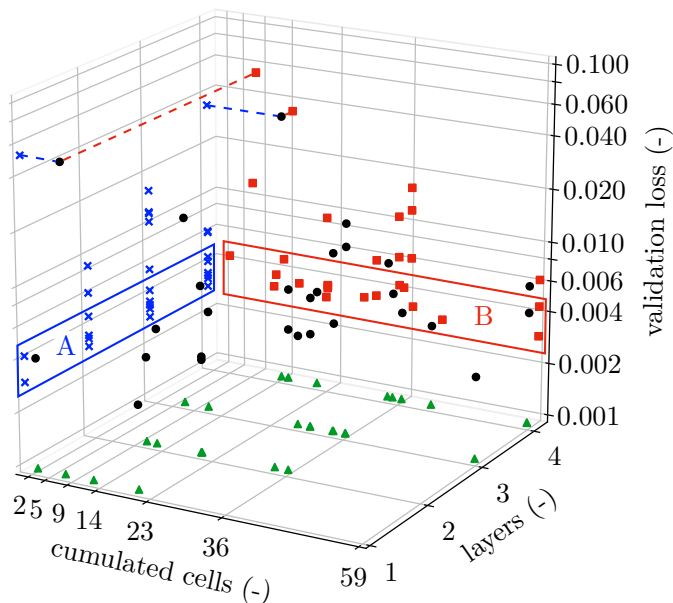 0.100
0.060
0.040
0.020
0.010
0.006
0.004
0.002
0.001
validation loss (-)
A
B
4
3
2
1
layers (-)
2 5 9 14 23 36 59
cumulated cells (-)